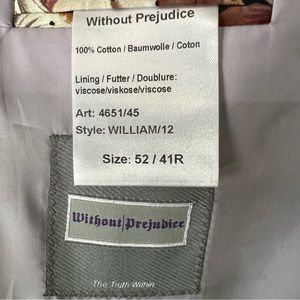 Without Prejudice
100% Cotton / Baumwolle / Coton
Lining / Futter / Doublure:
viscose/viskose/viscose
Art: 4651/45
Style: WILLIAM/12
Size: 52 / 41R
Without|Prejudice
The Truth Within